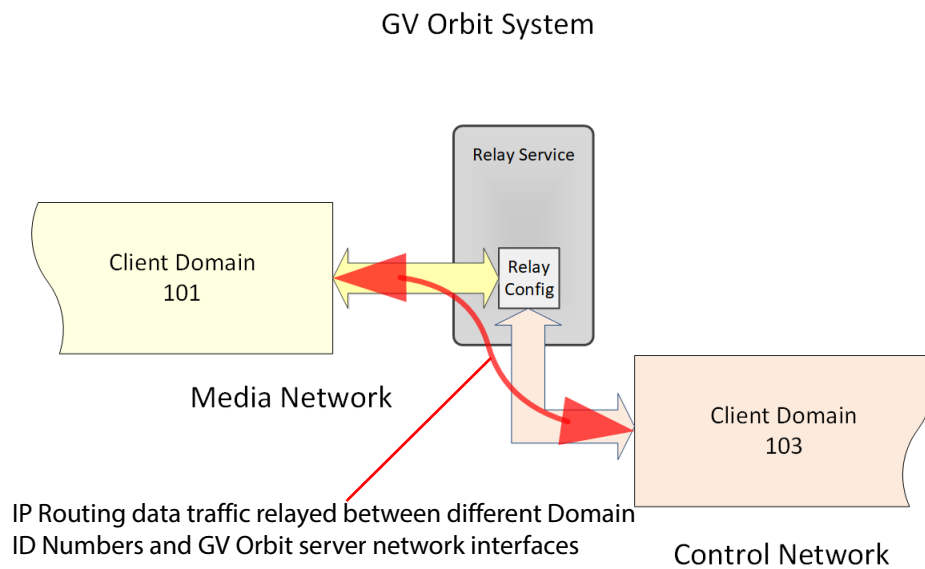 GV Orbit System
Relay Service
Relay
Config
Client Domain
101
Media Network
Client Domain
103
IP Routing data traffic relayed between different Domain
ID Numbers and GV Orbit server network interfaces
Control Network